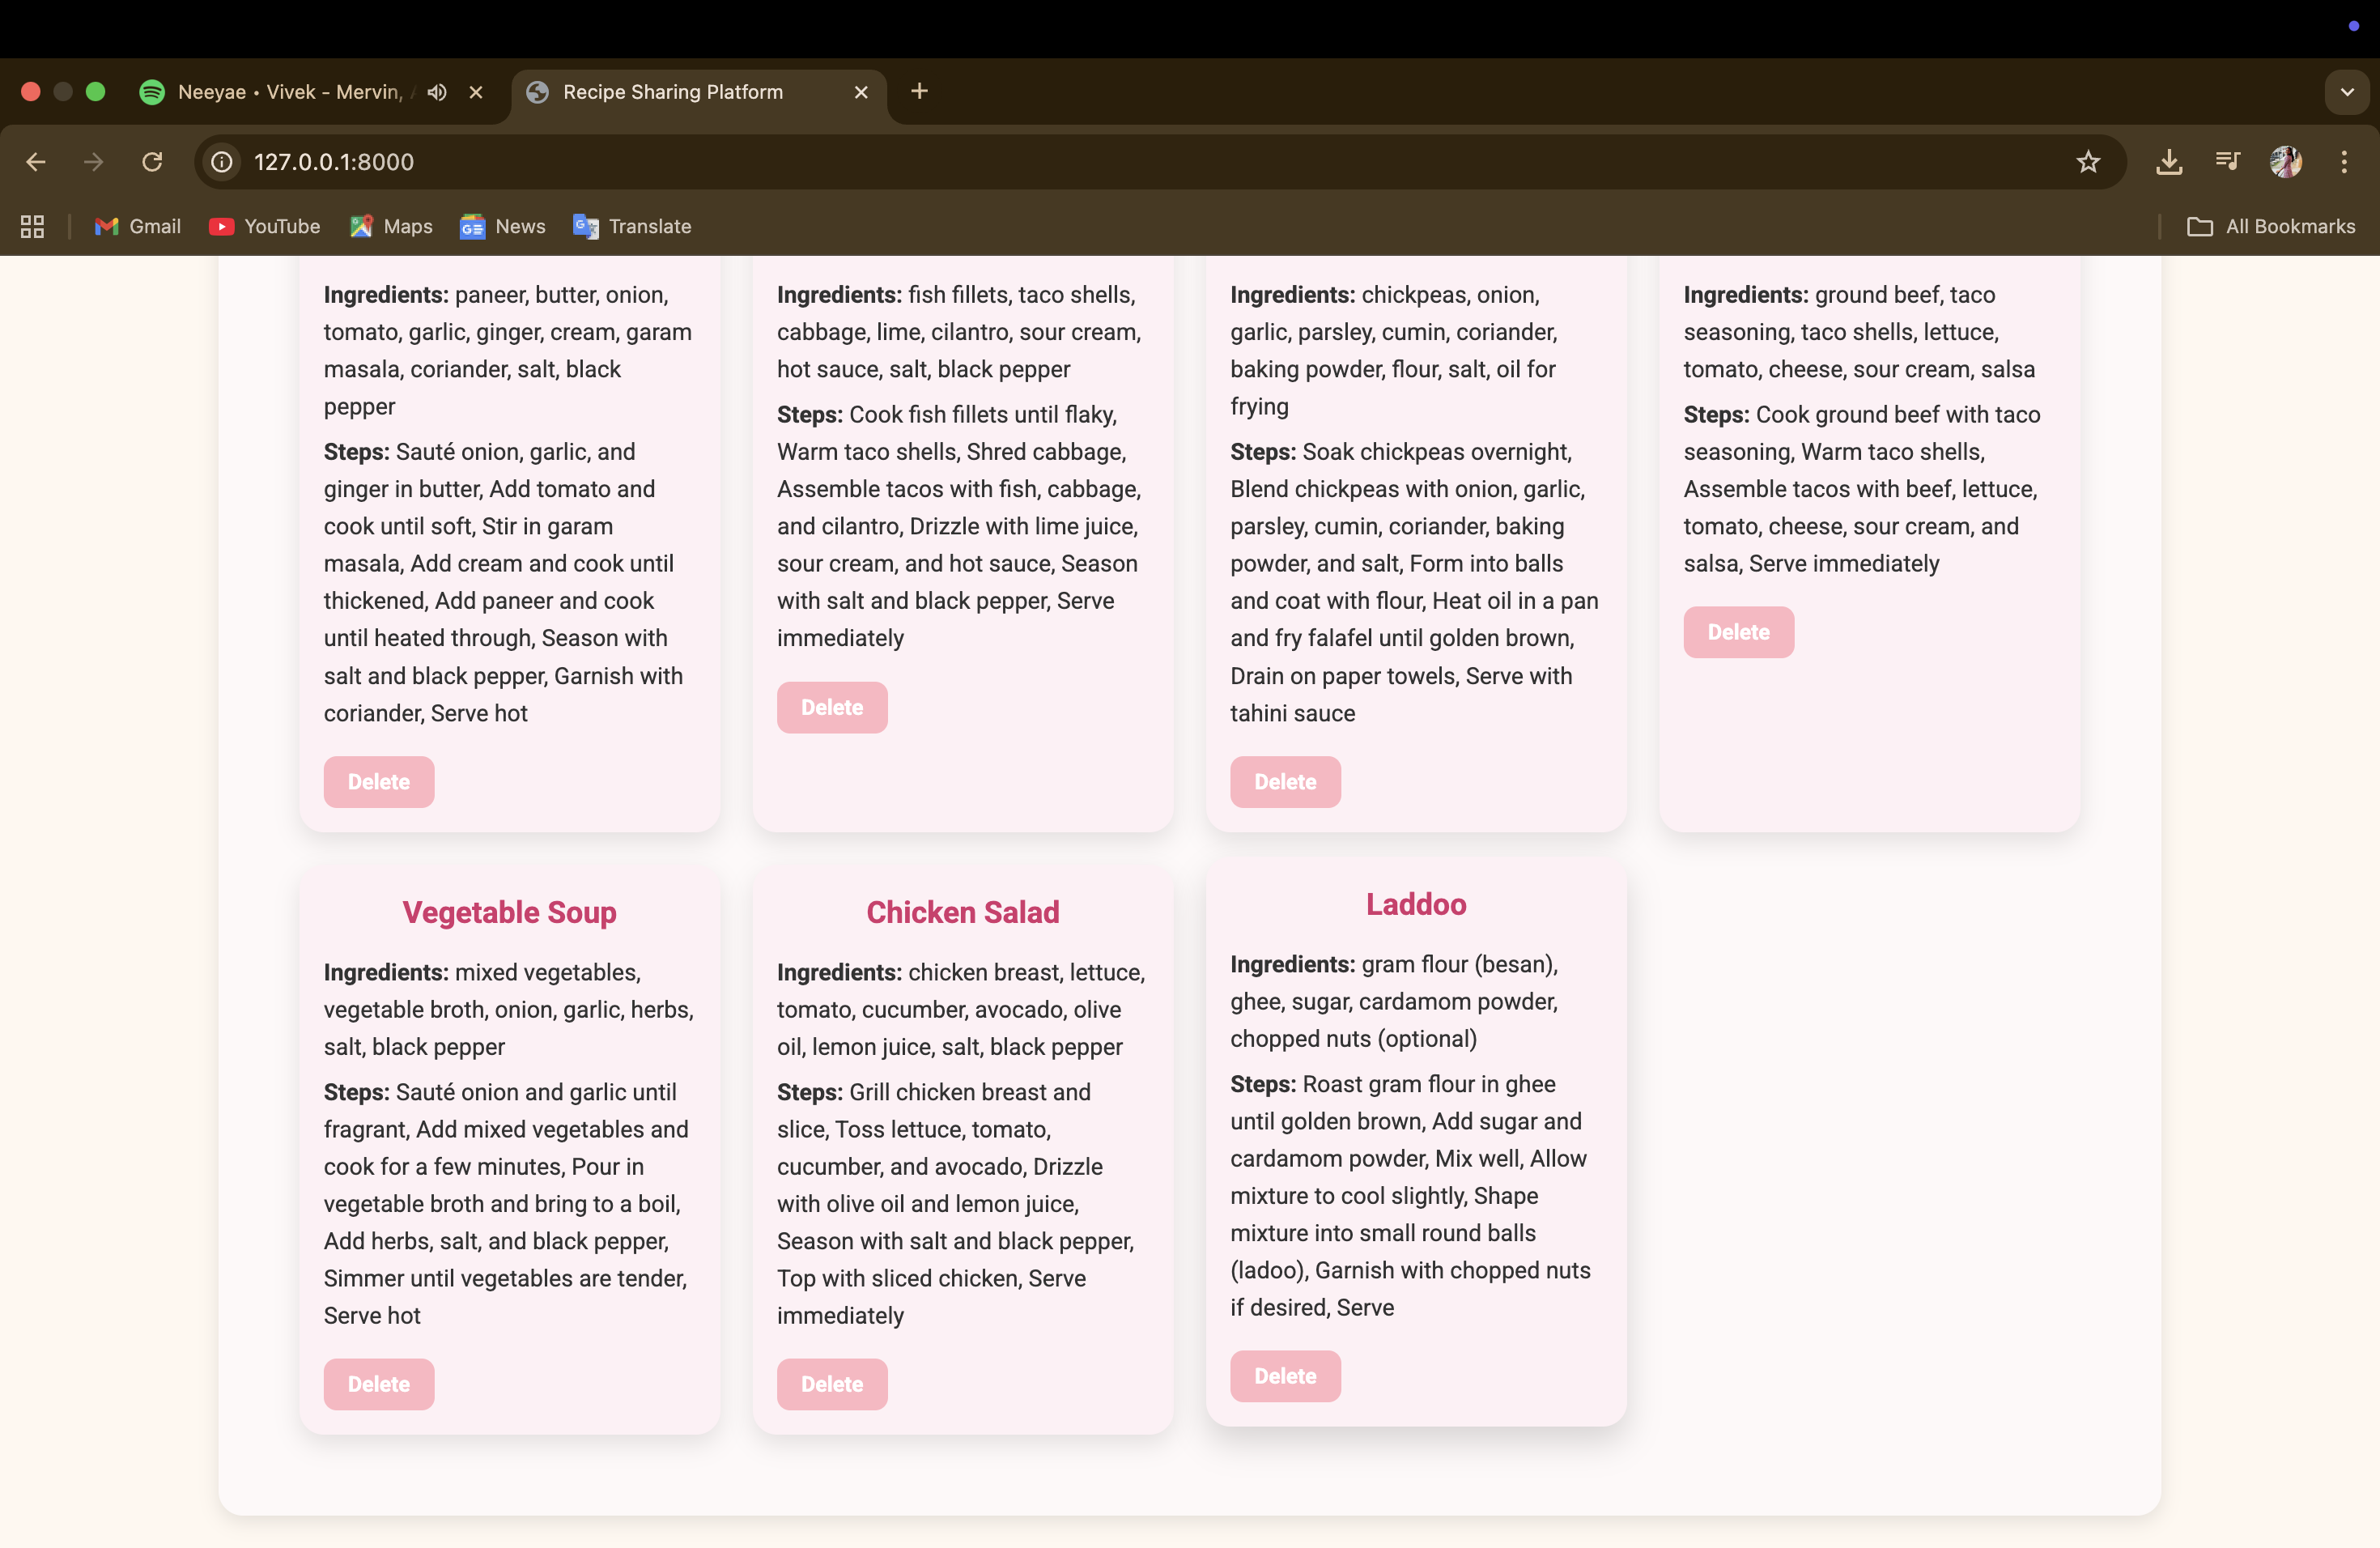 Neeyae • Vivek - Mervin,
Recipe Sharing Platform
127.0.0.1:8000
Gmail
YouTube
Maps
News
Translate
All Bookmarks
Ingredients: paneer, butter, onion,
tomato, garlic, ginger, cream, garam
masala, coriander, salt, black
pepper
Steps: Sauté onion, garlic, and
ginger in butter, Add tomato and
cook until soft, Stir in garam
masala, Add cream and cook until
thickened, Add paneer and cook
until heated through, Season with
salt and black pepper, Garnish with
coriander, Serve hot
Delete
Ingredients: fish fillets, taco shells,
cabbage, lime, cilantro, sour cream,
hot sauce, salt, black pepper
Steps: Cook fish fillets until flaky,
Warm taco shells, Shred cabbage,
Assemble tacos with fish, cabbage,
and cilantro, Drizzle with lime juice,
sour cream, and hot sauce, Season
with salt and black pepper, Serve
immediately
Delete
Ingredients: chickpeas, onion,
garlic, parsley, cumin, coriander,
baking powder, flour, salt, oil for
frying
Steps: Soak chickpeas overnight,
Blend chickpeas with onion, garlic,
parsley, cumin, coriander, baking
powder, and salt, Form into balls
and coat with flour, Heat oil in a pan
and fry falafel until golden brown,
Drain on paper towels, Serve with
tahini sauce
Delete
Ingredients: ground beef, taco
seasoning, taco shells, lettuce,
tomato, cheese, sour cream, salsa
Steps: Cook ground beef with taco
seasoning, Warm taco shells,
Assemble tacos with beef, lettuce,
tomato, cheese, sour cream, and
salsa, Serve immediately
Delete
Vegetable Soup
Ingredients: mixed vegetables,
vegetable broth, onion, garlic, herbs,
salt, black pepper
Steps: Sauté onion and garlic until
fragrant, Add mixed vegetables and
cook for a few minutes, Pour in
vegetable broth and bring to a boil,
Add herbs, salt, and black pepper,
Simmer until vegetables are tender,
Serve hot
Delete
Chicken Salad
Ingredients: chicken breast, lettuce,
tomato, cucumber, avocado, olive
oil, lemon juice, salt, black pepper
Steps: Grill chicken breast and
slice, Toss lettuce, tomato,
cucumber, and avocado, Drizzle
with olive oil and lemon juice,
Season with salt and black pepper,
Top with sliced chicken, Serve
immediately
Delete
Laddoo
Ingredients: gram flour (besan),
ghee, sugar, cardamom powder,
chopped nuts (optional)
Steps: Roast gram flour in ghee
until golden brown, Add sugar and
cardamom powder, Mix well, Allow
mixture to cool slightly, Shape
mixture into small round balls
(ladoo), Garnish with chopped nuts
if desired, Serve
Delete